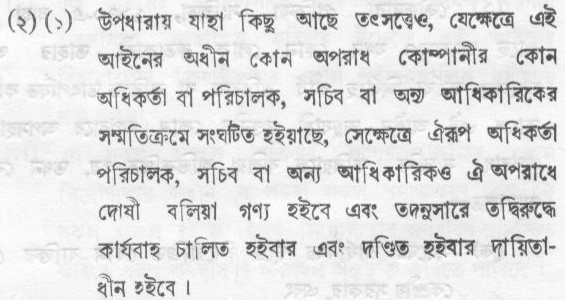 (২) (১) উপধারায় যাহা কিছু আছে তৎসত্ত্বেও, যেক্ষেত্রে এই
আইনের অধীন কোন অপরাধ কোম্পানীর কোন
অধিকর্তা বা পরিচালক, সচিব বা অন্য আধিকারিকের
সম্মতিক্রমে সংঘটিত হইয়াছে, সেক্ষেত্রে ঐরূপ অধিকর্তা
পরিচালক, সচিব বা অন্য আধিকারিকও ঐ অপরাধে
দোষী বলিয়া গণ্য হইবে এবং তদনুসারে তদ্বিরুদ্ধে
কার্যবাহ চালিত হইবার এবং দণ্ডিত হইবার দায়িতা-
ধীন হইবে ।